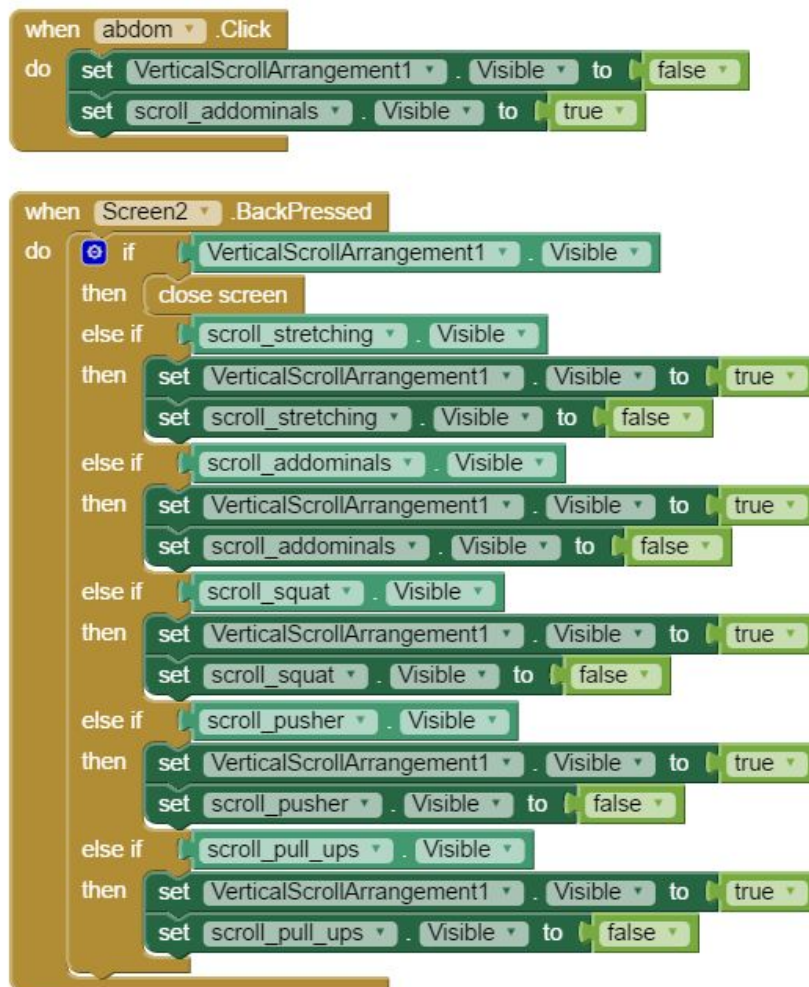 when abdom .Click
do set VerticalScrollArrangement1 . Visible to false
set scroll_addominals . Visible to true
when Screen2 .BackPressed
do if VerticalScrollArrangement1 . Visible
then close screen
else if scroll_stretching . Visible
then set VerticalScrollArrangement1 . Visible to true
set scroll_stretching . Visible to false
else if scroll_addominals . Visible
then set VerticalScrollArrangement1 . Visible to true
set scroll_addominals . Visible to false
else if scroll_squat . Visible
then set VerticalScrollArrangement1 . Visible to true
set scroll_squat . Visible to false
else if scroll_pusher . Visible
then set VerticalScrollArrangement1 . Visible to true
set scroll_pusher . Visible to false
else if scroll_pull_ups . Visible
then set VerticalScrollArrangement1 . Visible to true
set scroll_pull_ups . Visible to false